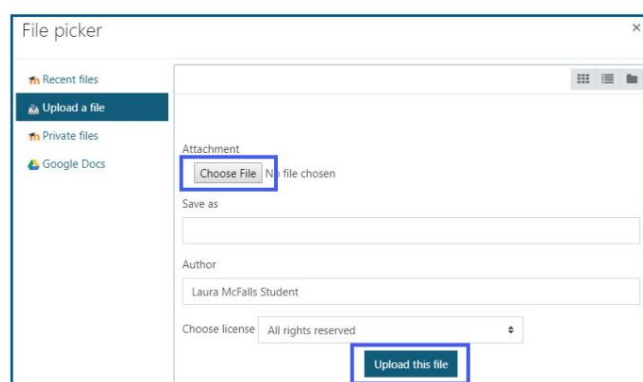 File picker
×
Recent files
Upload a file
Private files
Google Docs
Attachment
Choose File No file chosen
Save as
Author
Laura McFalls Student
Choose license All rights reserved
Upload this file